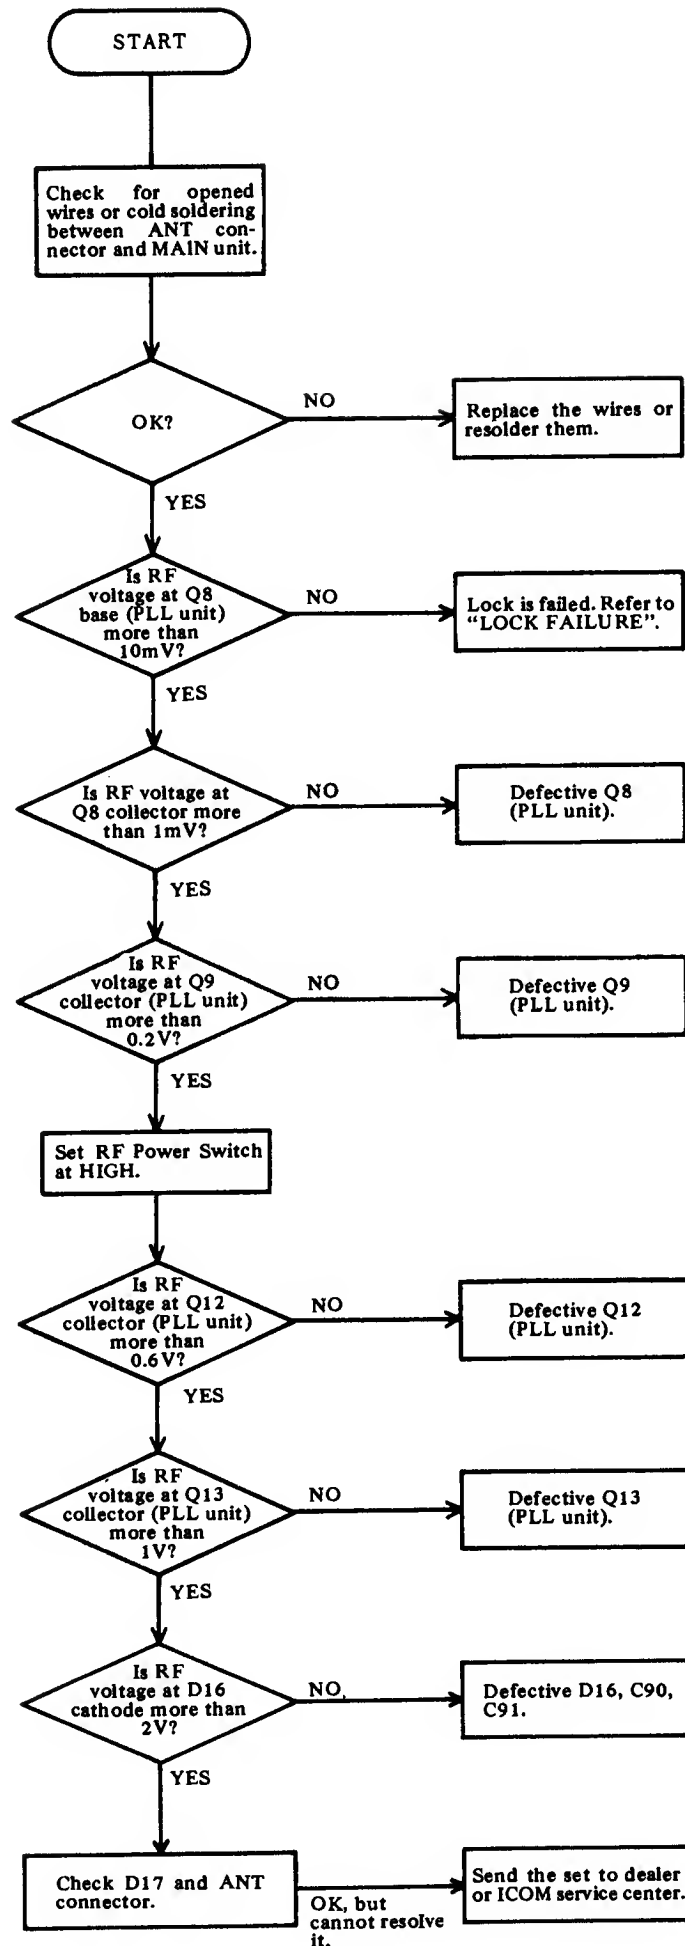 START
Check for opened
wires or cold soldering
between ANT con-
nector and MAIN unit.
OK?
NO
Replace the wires or
resolder them.
YES
Is RF
voltage at Q8
base (PLL unit)
more than
10mV?
NO
Lock is failed. Refer to
“LOCK FAILURE”.
YES
Is RF voltage at
Q8 collector more
than 1mV?
NO
Defective Q8
(PLL unit).
YES
Is RF
voltage at Q9
collector (PLL unit)
more than
0.2V?
NO
Defective Q9
(PLL unit).
YES
Set RF Power Switch
at HIGH.
Is RF
voltage at Q12
collector (PLL unit)
more than
0.6V?
NO
Defective Q12
(PLL unit).
YES
Is RF
voltage at Q13
collector (PLL unit)
more than
1V?
NO
Defective Q13
(PLL unit).
YES
Is RF
voltage at D16
cathode more than
2V?
NO
Defective D16, C90,
C91.
YES
Check D17 and ANT
connector.
OK, but
cannot resolve
it.
Send the set to dealer
or ICOM service center.